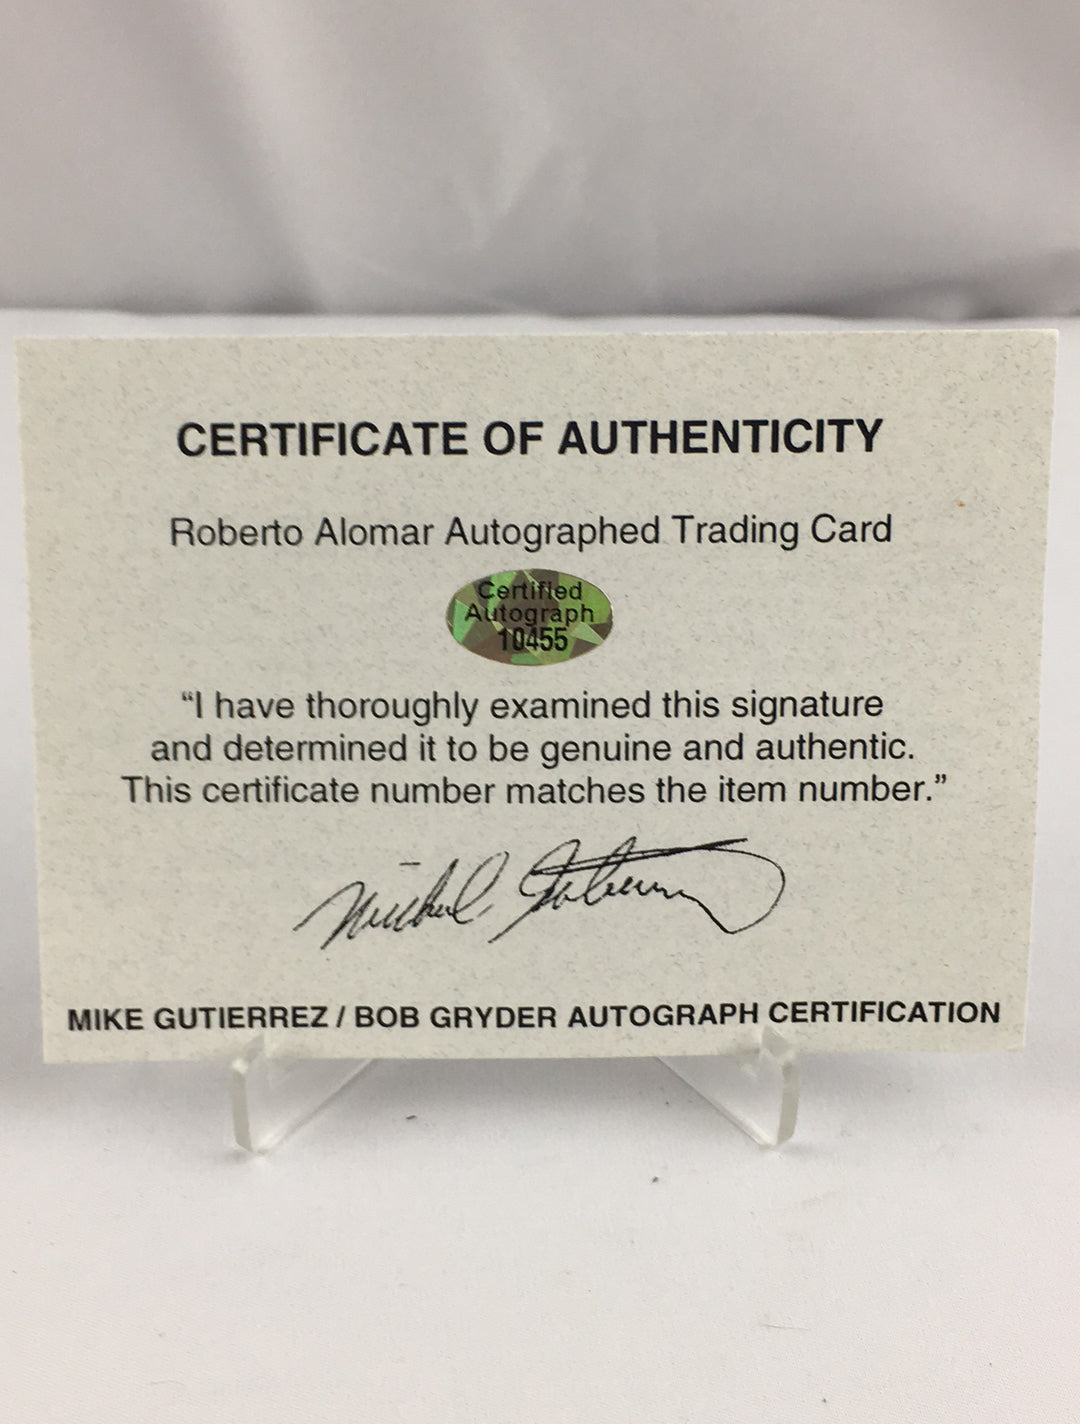 CERTIFICATE OF AUTHENTICITY
Roberto Alomar Autographed Trading Card
Certified
Autograph
10455
“I have thoroughly examined this signature
and determined it to be genuine and authentic.
This certificate number matches the item number.”
MIKE GUTIERREZ / BOB GRYDER AUTOGRAPH CERTIFICATION